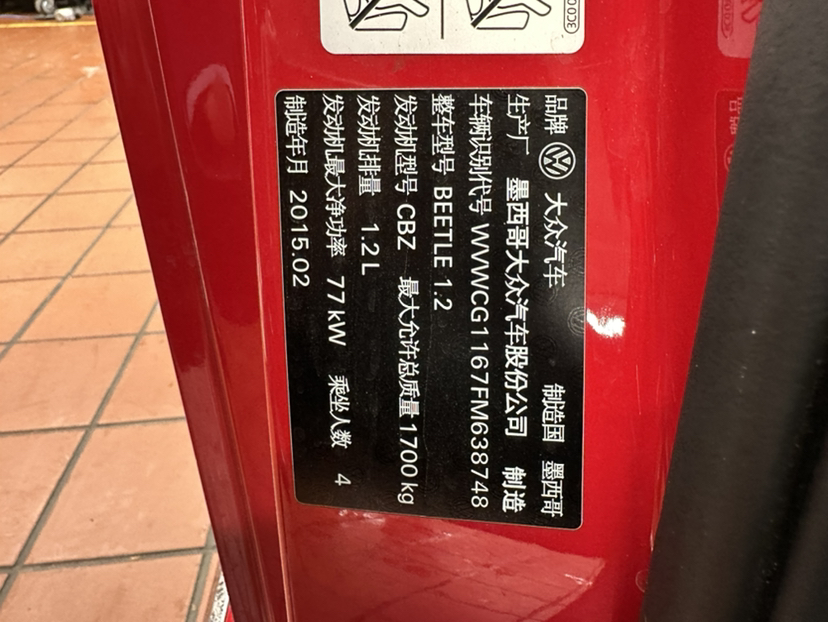 品牌 大众汽车 制造国 墨西哥
生产厂 墨西哥大众汽车股份公司 制造
车辆识别代号 WVWCG1167FM638748
整车型号 BEETLE 1.2
发动机型号 CBZ 最大允许总质量 1700 kg
发动机排量 1.2 L
发动机最大净功率 77 kW 乘坐人数 4
制造年月 2015.02